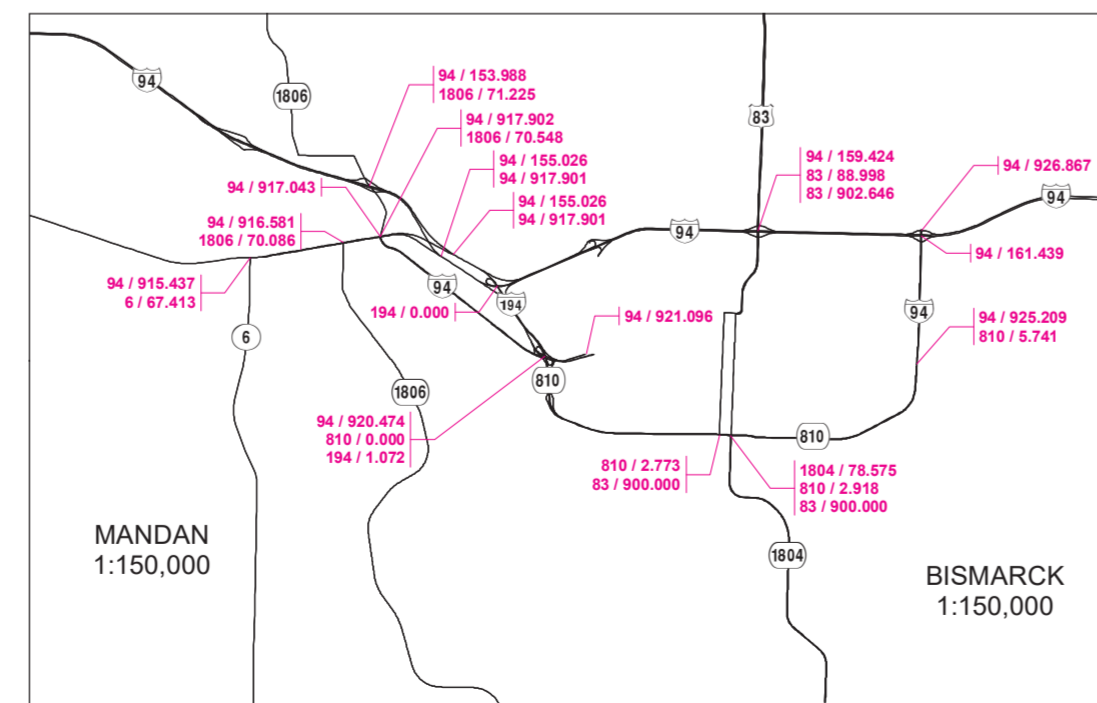 94
1806
94 / 153.988
1806 / 71.225
94 / 917.902
1806 / 70.548
83
94 / 155.026
94 / 917.901
94 / 159.424
83 / 88.998
83 / 902.646
94 / 926.867
94 / 917.043
94
94 / 155.026
94 / 917.901
94 / 916.581
1806 / 70.086
94
94 / 161.439
94 / 915.437
6 / 67.413
94
194
194 / 0.000
94 / 921.096
94
94 / 925.209
810 / 5.741
6
810
1806
94 / 920.474
810 / 0.000
194 / 1.072
810
810 / 2.773
83 / 900.000
1804 / 78.575
810 / 2.918
83 / 900.000
MANDAN
1:150,000
1804
BISMARCK
1:150,000